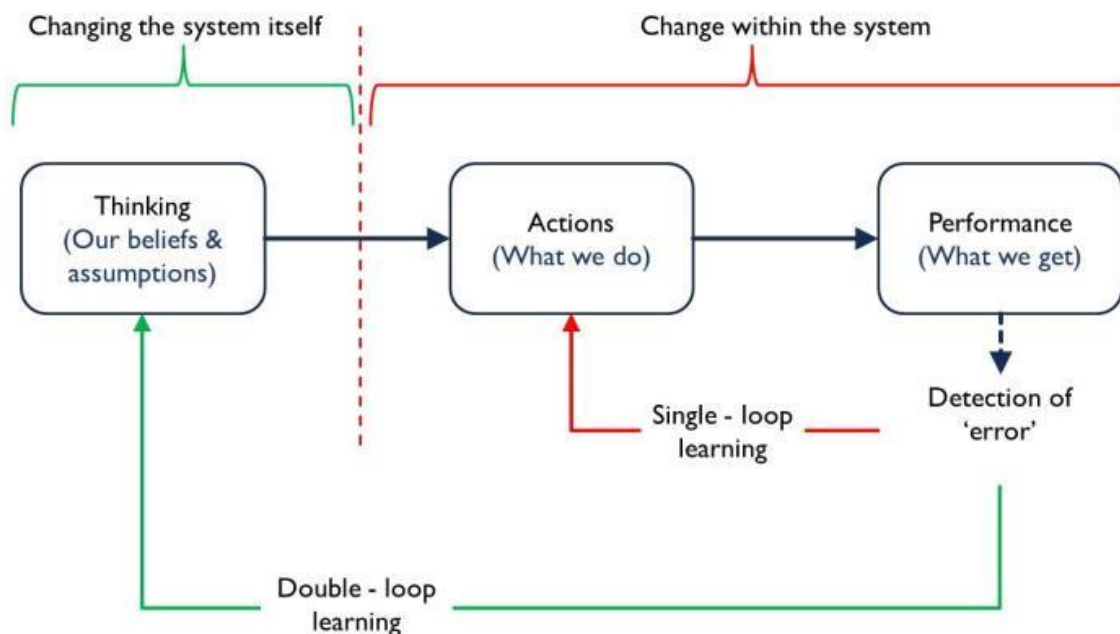 Changing the system itself
Change within the system
Thinking
(Our beliefs &
assumptions)
Actions
(What we do)
Performance
(What we get)
Single - loop
learning
Detection of
‘error’
Double - loop
learning